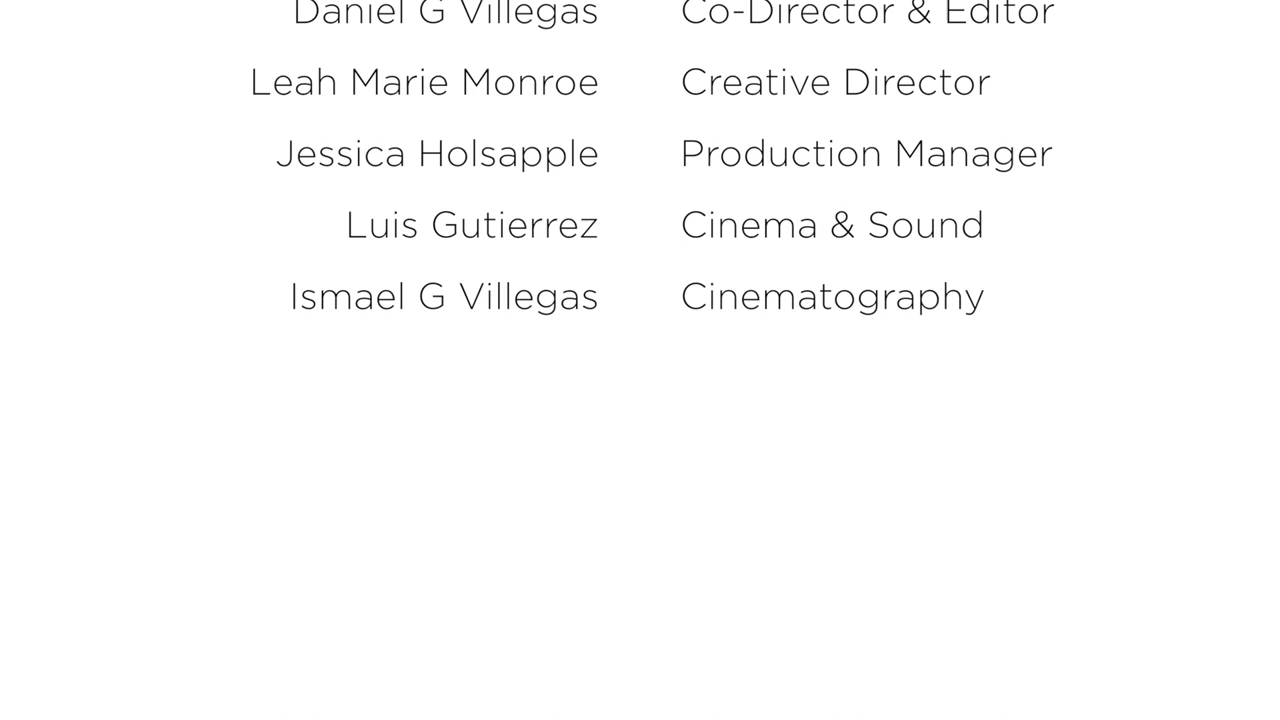 Daniel G Villegas Co-Director & Editor
Leah Marie Monroe Creative Director
Jessica Holsapple Production Manager
Luis Gutierrez Cinema & Sound
Ismael G Villegas Cinematography